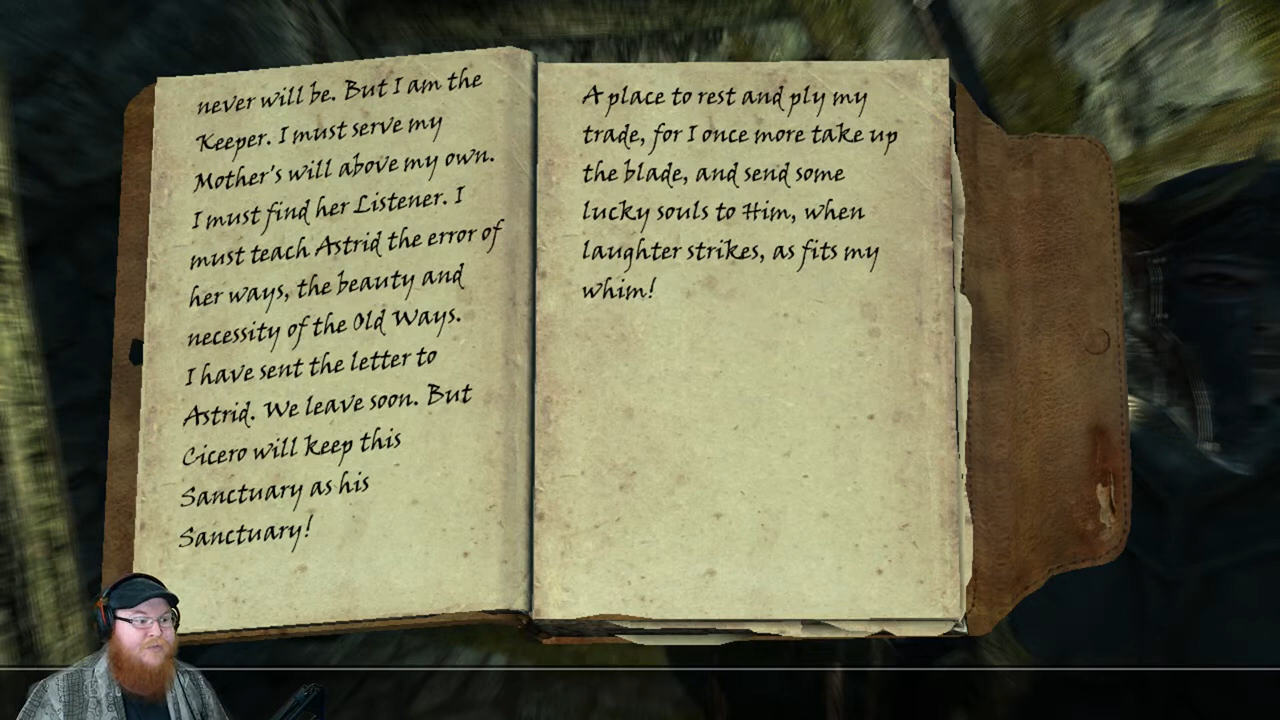 never will be. But I am the
Keeper. I must serve my
Mother's will above my own.
I must find her Listener. I
must teach Astrid the error of
her ways, the beauty and
necessity of the Old Ways.
I have sent the letter to
Astrid. We leave soon. But
Cicero will keep this
Sanctuary as his
Sanctuary!
A place to rest and ply my
trade, for I once more take up
the blade, and send some
lucky souls to Him, when
laughter strikes, as fits my
whim!